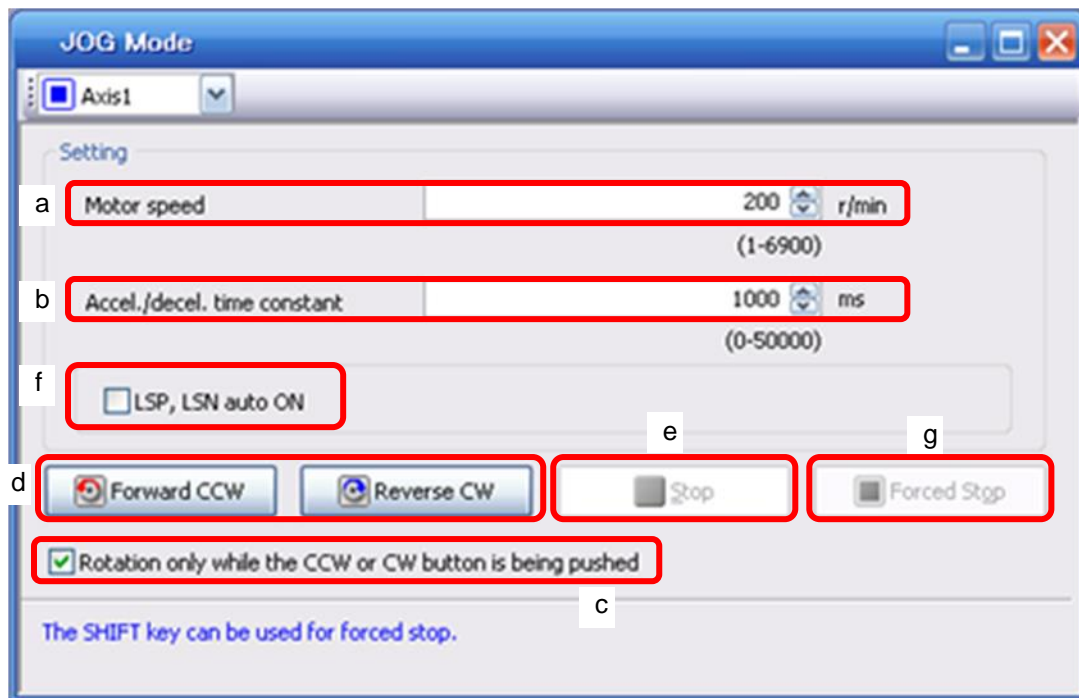 JOG Mode
Axis1
Setting
a Motor speed 200 r/min
(1-6900)
b Accel./decel. time constant 1000 ms
(0-50000)
f
LSP, LSN auto ON
e g
d Forward CCW Reverse CW Stop Forced Stop
Rotation only while the CCW or CW button is being pushed
c
The SHIFT key can be used for forced stop.